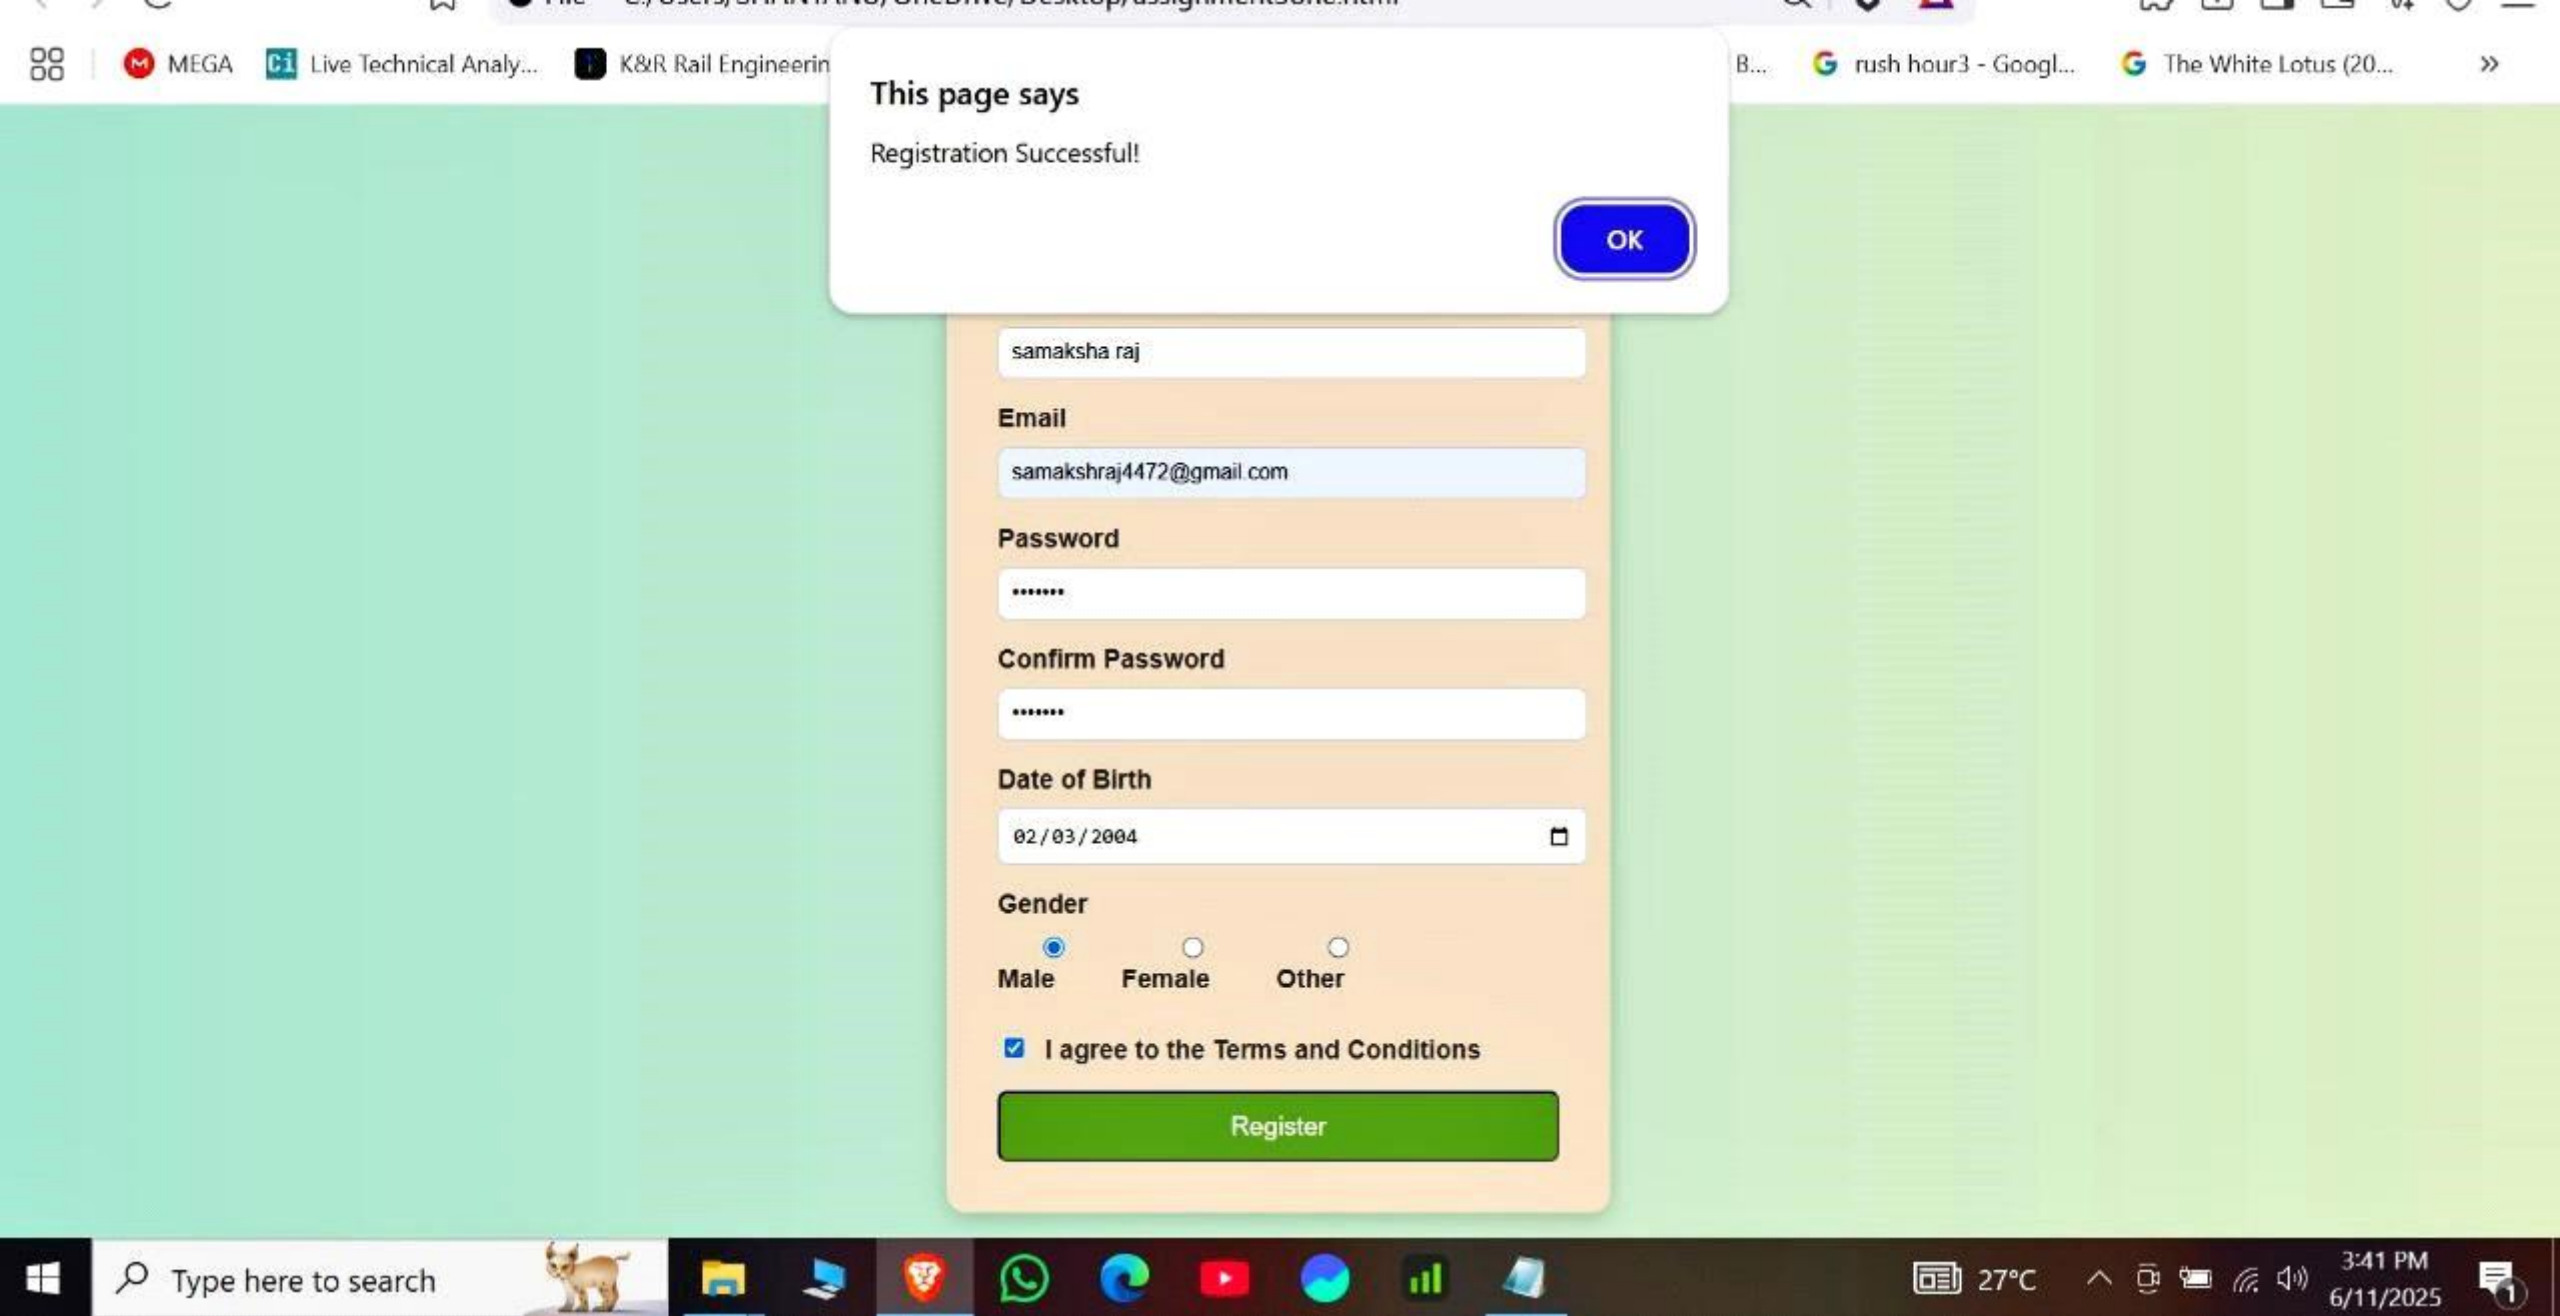 MEGA
Ci Live Technical Analy...
K&R Rail Engineerin
B...
rush hour3 - Googl...
The White Lotus (20...
This page says
Registration Successful!
OK
samaksha raj
Email
samakshraj4472@gmail.com
Password
•••••••
Confirm Password
•••••••
Date of Birth
02/03/2004
Gender
Male Female Other
I agree to the Terms and Conditions
Register
Type here to search
27°C
3:41 PM
6/11/2025
1